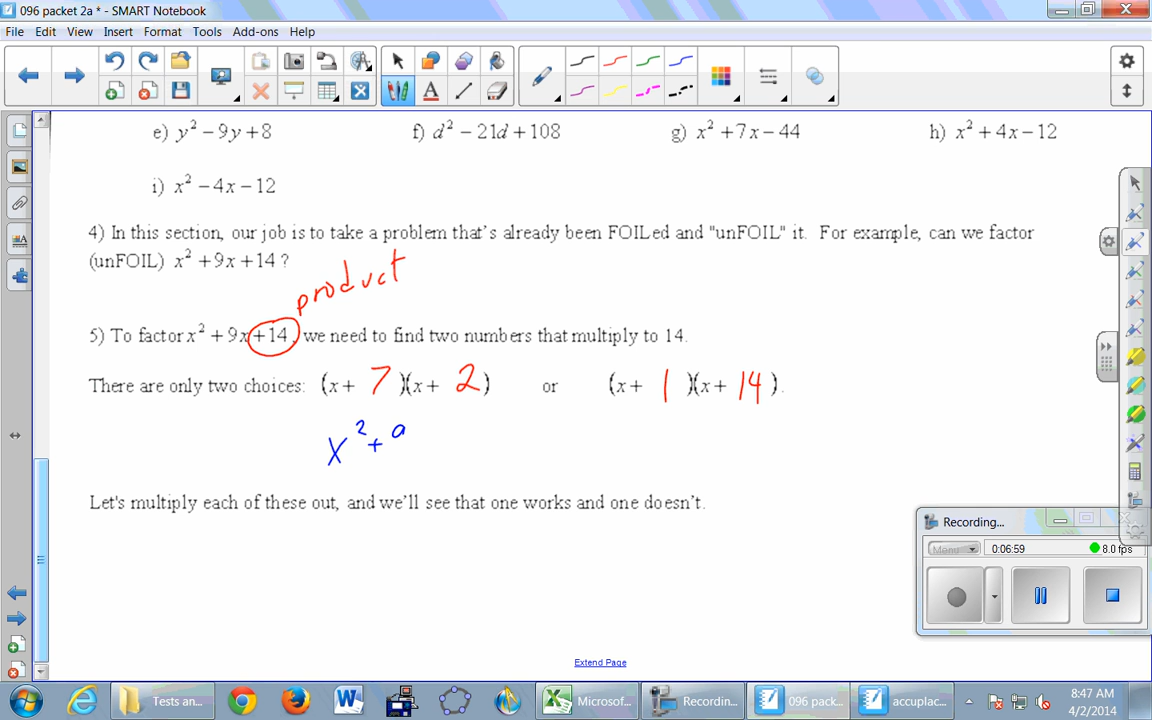 096 packet 2a * - SMART Notebook
File Edit View Insert Format Tools Add-ons Help
e) y² − 9y + 8 f) d² − 21d + 108 g) x² + 7x − 44 h) x² + 4x − 12
i) x² − 4x − 12
4) In this section, our job is to take a problem that's already been FOILed and "unFOIL" it. For example, can we factor
(unFOIL) x² + 9x + 14 ?
product
5) To factor x² + 9x + 14, we need to find two numbers that multiply to 14.
There are only two choices: (x + 7)(x + 2) or (x + 1)(x + 14).
x² +
Let's multiply each of these out, and we'll see that one works and one doesn't.
Recording...
Menu 0:06:59 8.0 fps
Extend Page
Tests an... Microsof... Recordin... 096 pack... accuplac...
8:47 AM
4/2/2014